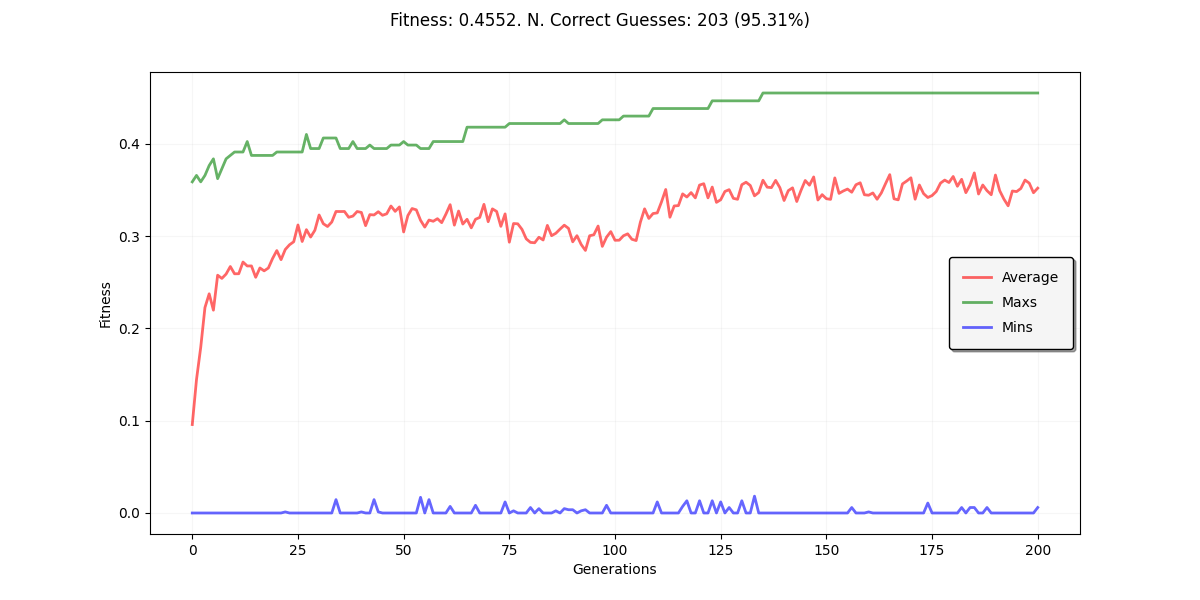 Fitness: 0.4552. N. Correct Guesses: 203 (95.31%)
Fitness
0.4
0.3
0.2
0.1
0.0
Average
Maxs
Mins
0 25 50 75 100 125 150 175 200
Generations